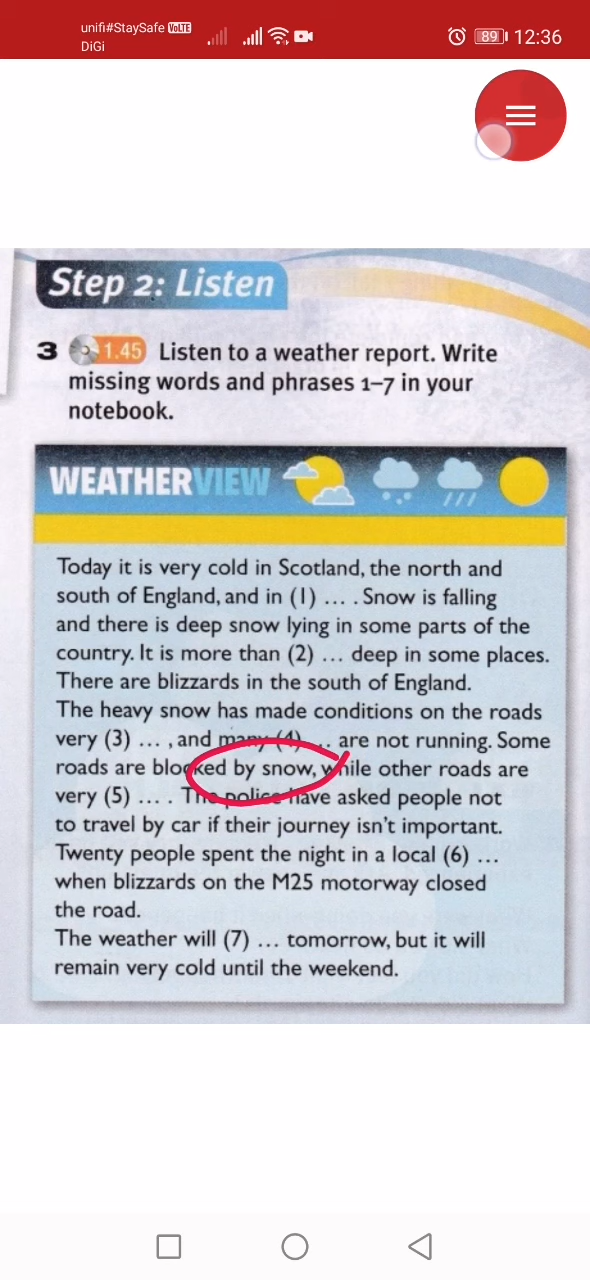 unifi#StaySafe VoLTE
DiGi
89 12:36
Step 2: Listen
3 1.45 Listen to a weather report. Write
missing words and phrases 1–7 in your
notebook.
WEATHERVIEW
Today it is very cold in Scotland, the north and
south of England, and in (1) ... . Snow is falling
and there is deep snow lying in some parts of the
country. It is more than (2) ... deep in some places.
There are blizzards in the south of England.
The heavy snow has made conditions on the roads
very (3) ... , and many (4) ... are not running. Some
roads are blocked by snow, while other roads are
very (5) ... . The police have asked people not
to travel by car if their journey isn't important.
Twenty people spent the night in a local (6) ...
when blizzards on the M25 motorway closed
the road.
The weather will (7) ... tomorrow, but it will
remain very cold until the weekend.